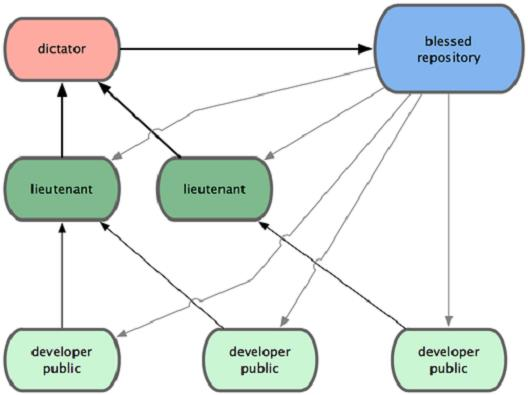 dictator
blessed
repository
lieutenant
lieutenant
developer
public
developer
public
developer
public